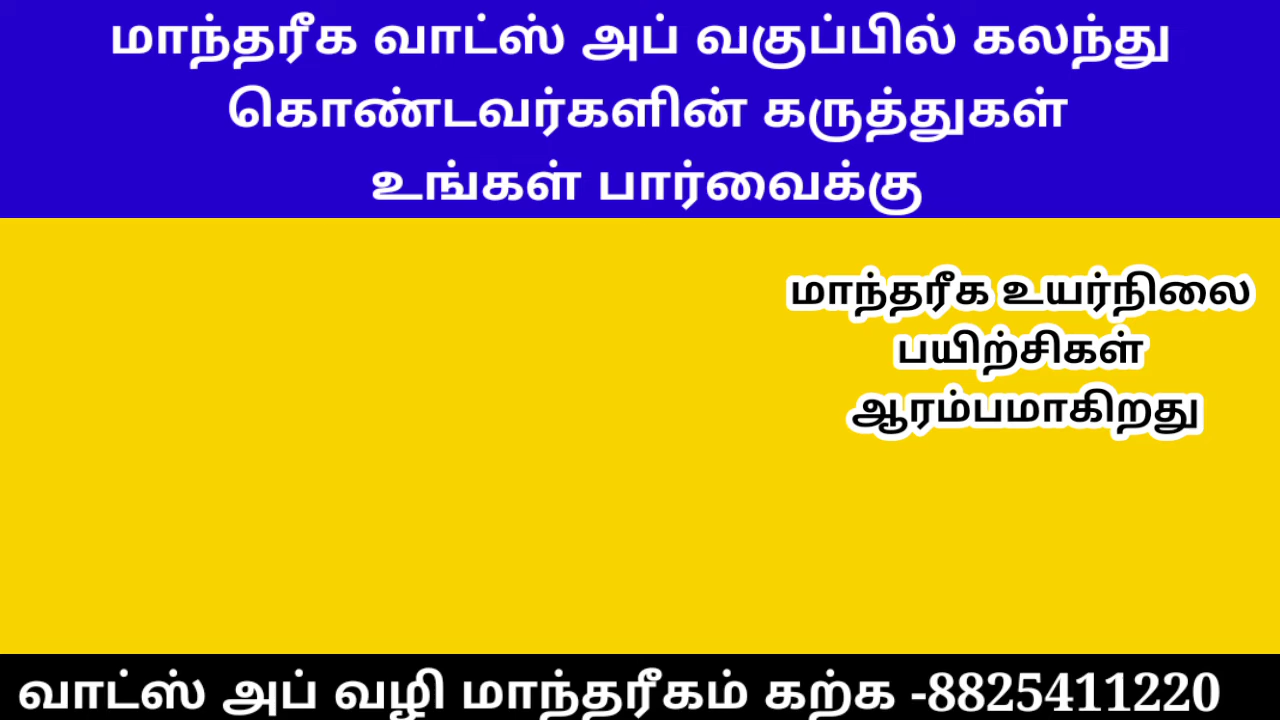 மாந்தரீக வாட்ஸ் அப் வகுப்பில் கலந்து
கொண்டவர்களின் கருத்துகள்
உங்கள் பார்வைக்கு
மாந்தரீக உயர்நிலை
பயிற்சிகள்
ஆரம்பமாகிறது
வாட்ஸ் அப் வழி மாந்தரீகம் கற்க -8825411220